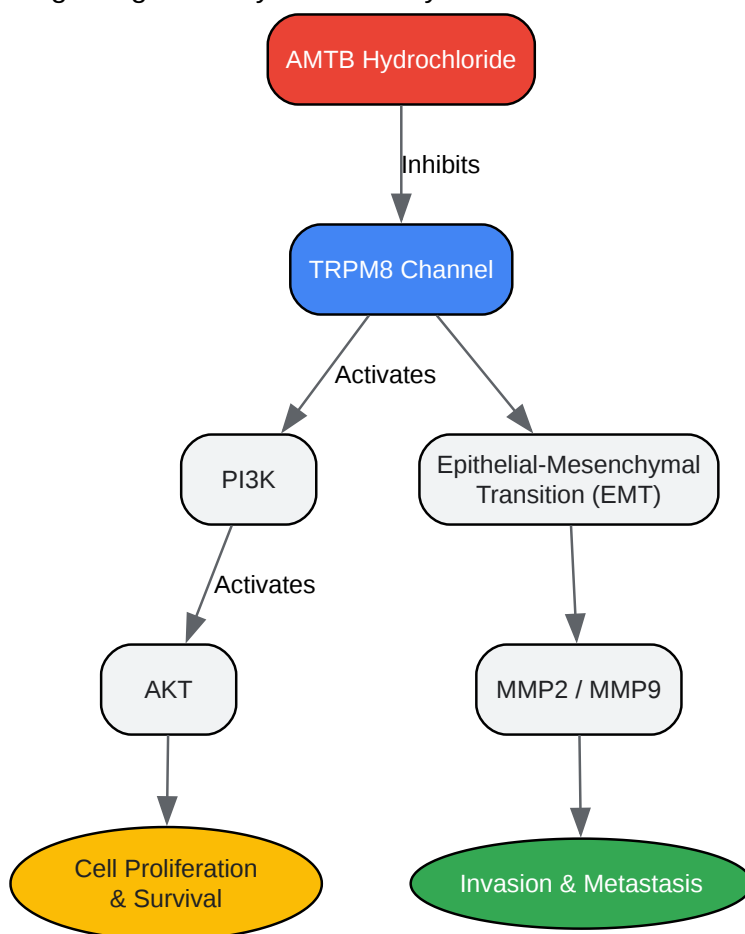 AMTB Hydrochloride
Inhibits
TRPM8 Channel
Activates
PI3K
Epithelial-Mesenchymal
Transition (EMT)
Activates
AKT
MMP2 / MMP9
Cell Proliferation
& Survival
Invasion & Metastasis